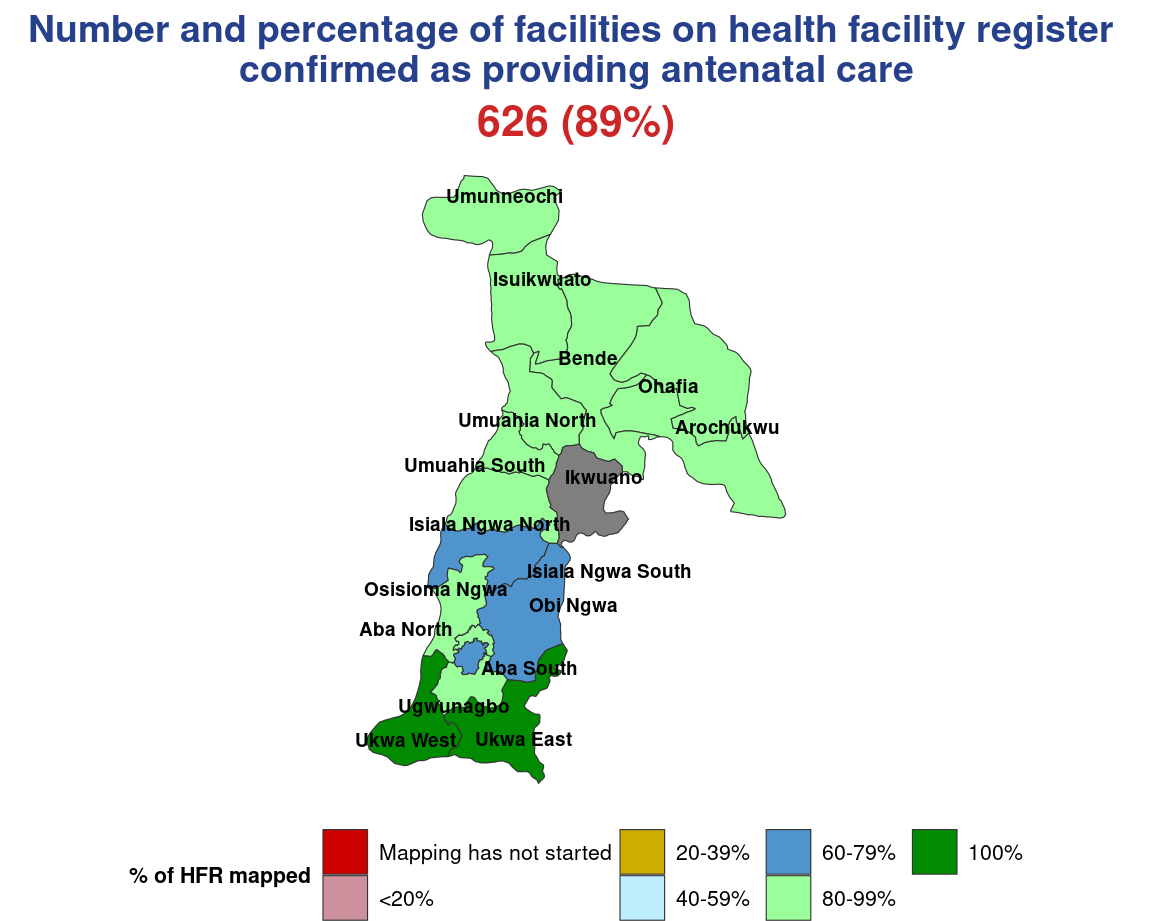 Number and percentage of facilities on health facility register
confirmed as providing antenatal care
626 (89%)
Umunneochi
Isuikwuato
Bende
Ohafia
Umuahia North
Arochukwu
Umuahia South
Ikwuano
Isiala Ngwa North
Isiala Ngwa South
Osisioma Ngwa
Obi Ngwa
Aba North
Aba South
Ugwunagbo
Ukwa West
Ukwa East
% of HFR mapped
Mapping has not started
<20%
20-39%
40-59%
60-79%
80-99%
100%